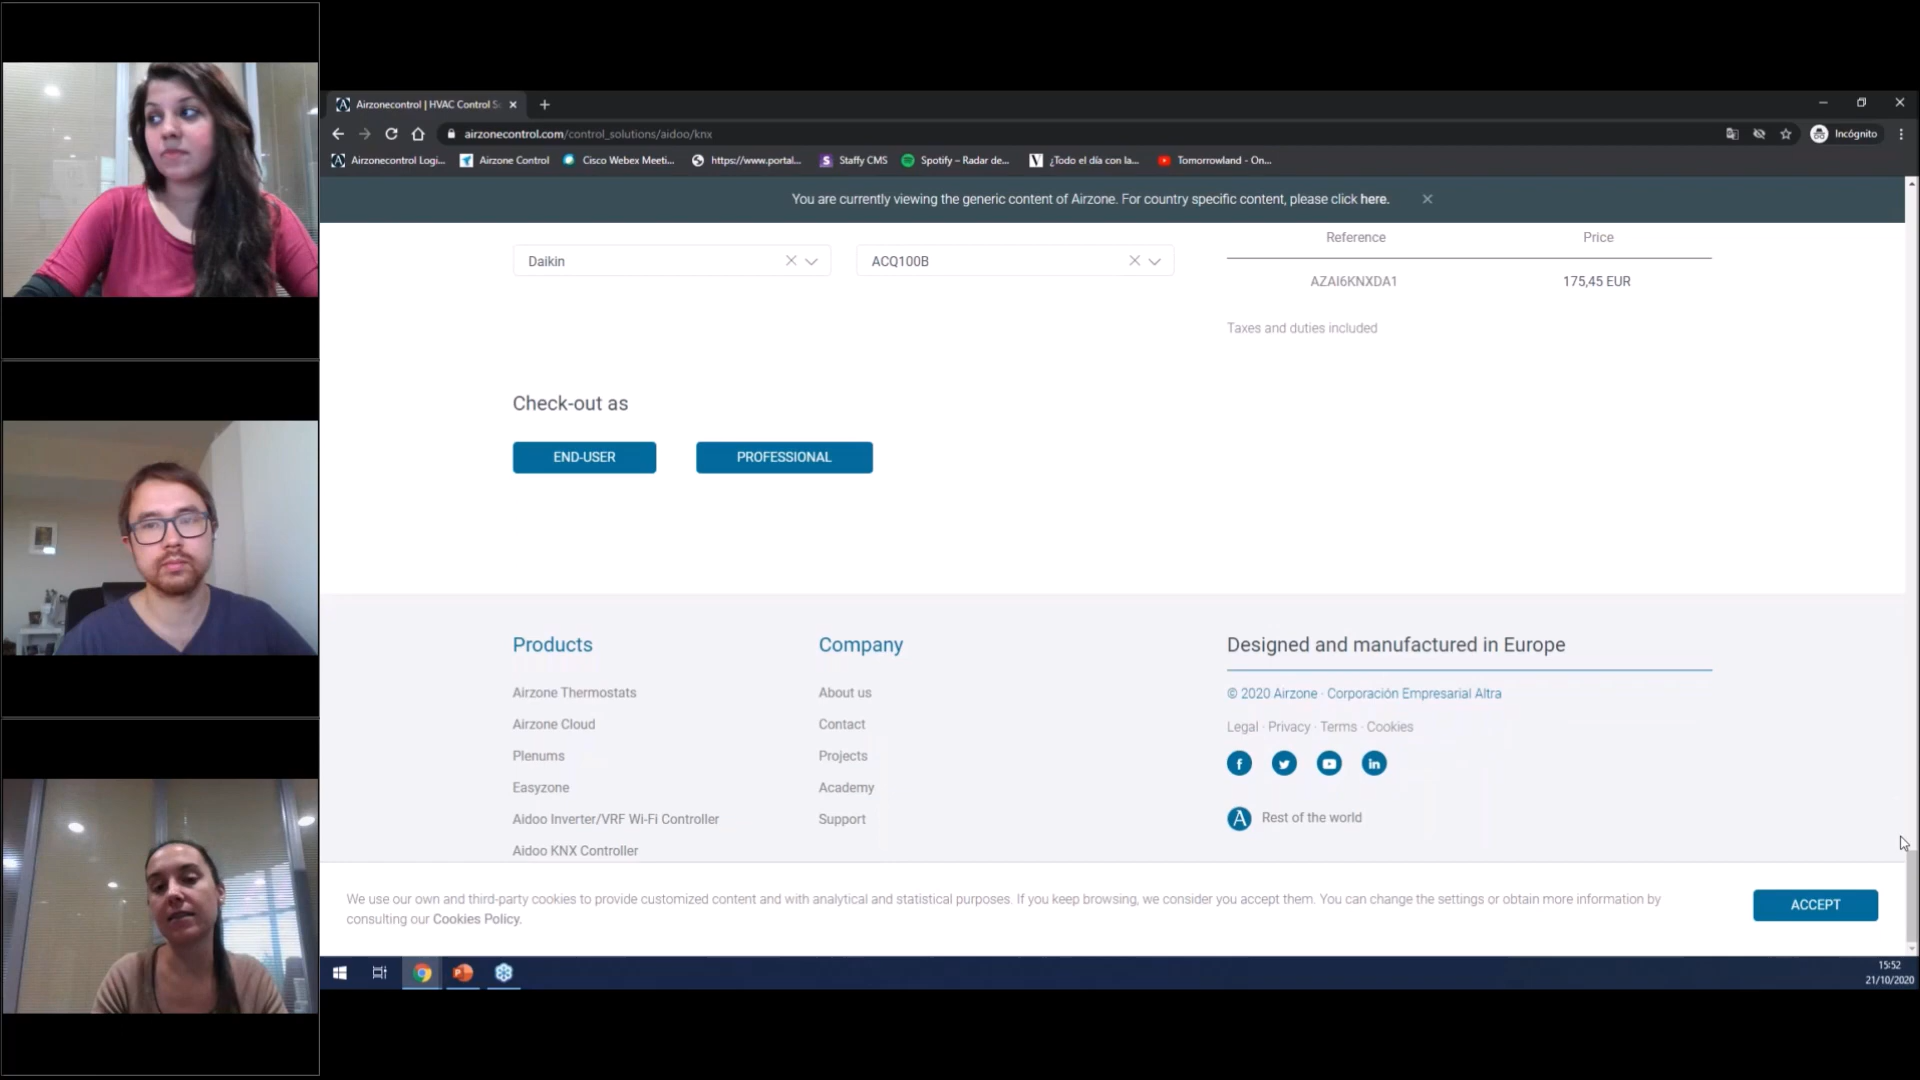 Airzonecontrol | HVAC Control S
airzonecontrol.com/control_solutions/aidoo/knx
Incógnito
Airzonecontrol Logi...
Airzone Control
Cisco Webex Meeti...
https://www.portal...
Staffy CMS
Spotify – Radar de...
¿Todo el día con la...
Tomorrowland - On...
You are currently viewing the generic content of Airzone. For country specific content, please click here.
Reference
Price
Daikin
ACQ100B
AZAI6KNXDA1
175,45 EUR
Taxes and duties included
Check-out as
END-USER
PROFESSIONAL
Products
Airzone Thermostats
Airzone Cloud
Plenums
Easyzone
Aidoo Inverter/VRF Wi-Fi Controller
Aidoo KNX Controller
Company
About us
Contact
Projects
Academy
Support
Designed and manufactured in Europe
© 2020 Airzone · Corporación Empresarial Altra
Legal · Privacy · Terms · Cookies
Rest of the world
We use our own and third-party cookies to provide customized content and with analytical and statistical purposes. If you keep browsing, we consider you accept them. You can change the settings or obtain more information by
consulting our Cookies Policy.
ACCEPT
15:52
21/10/2020